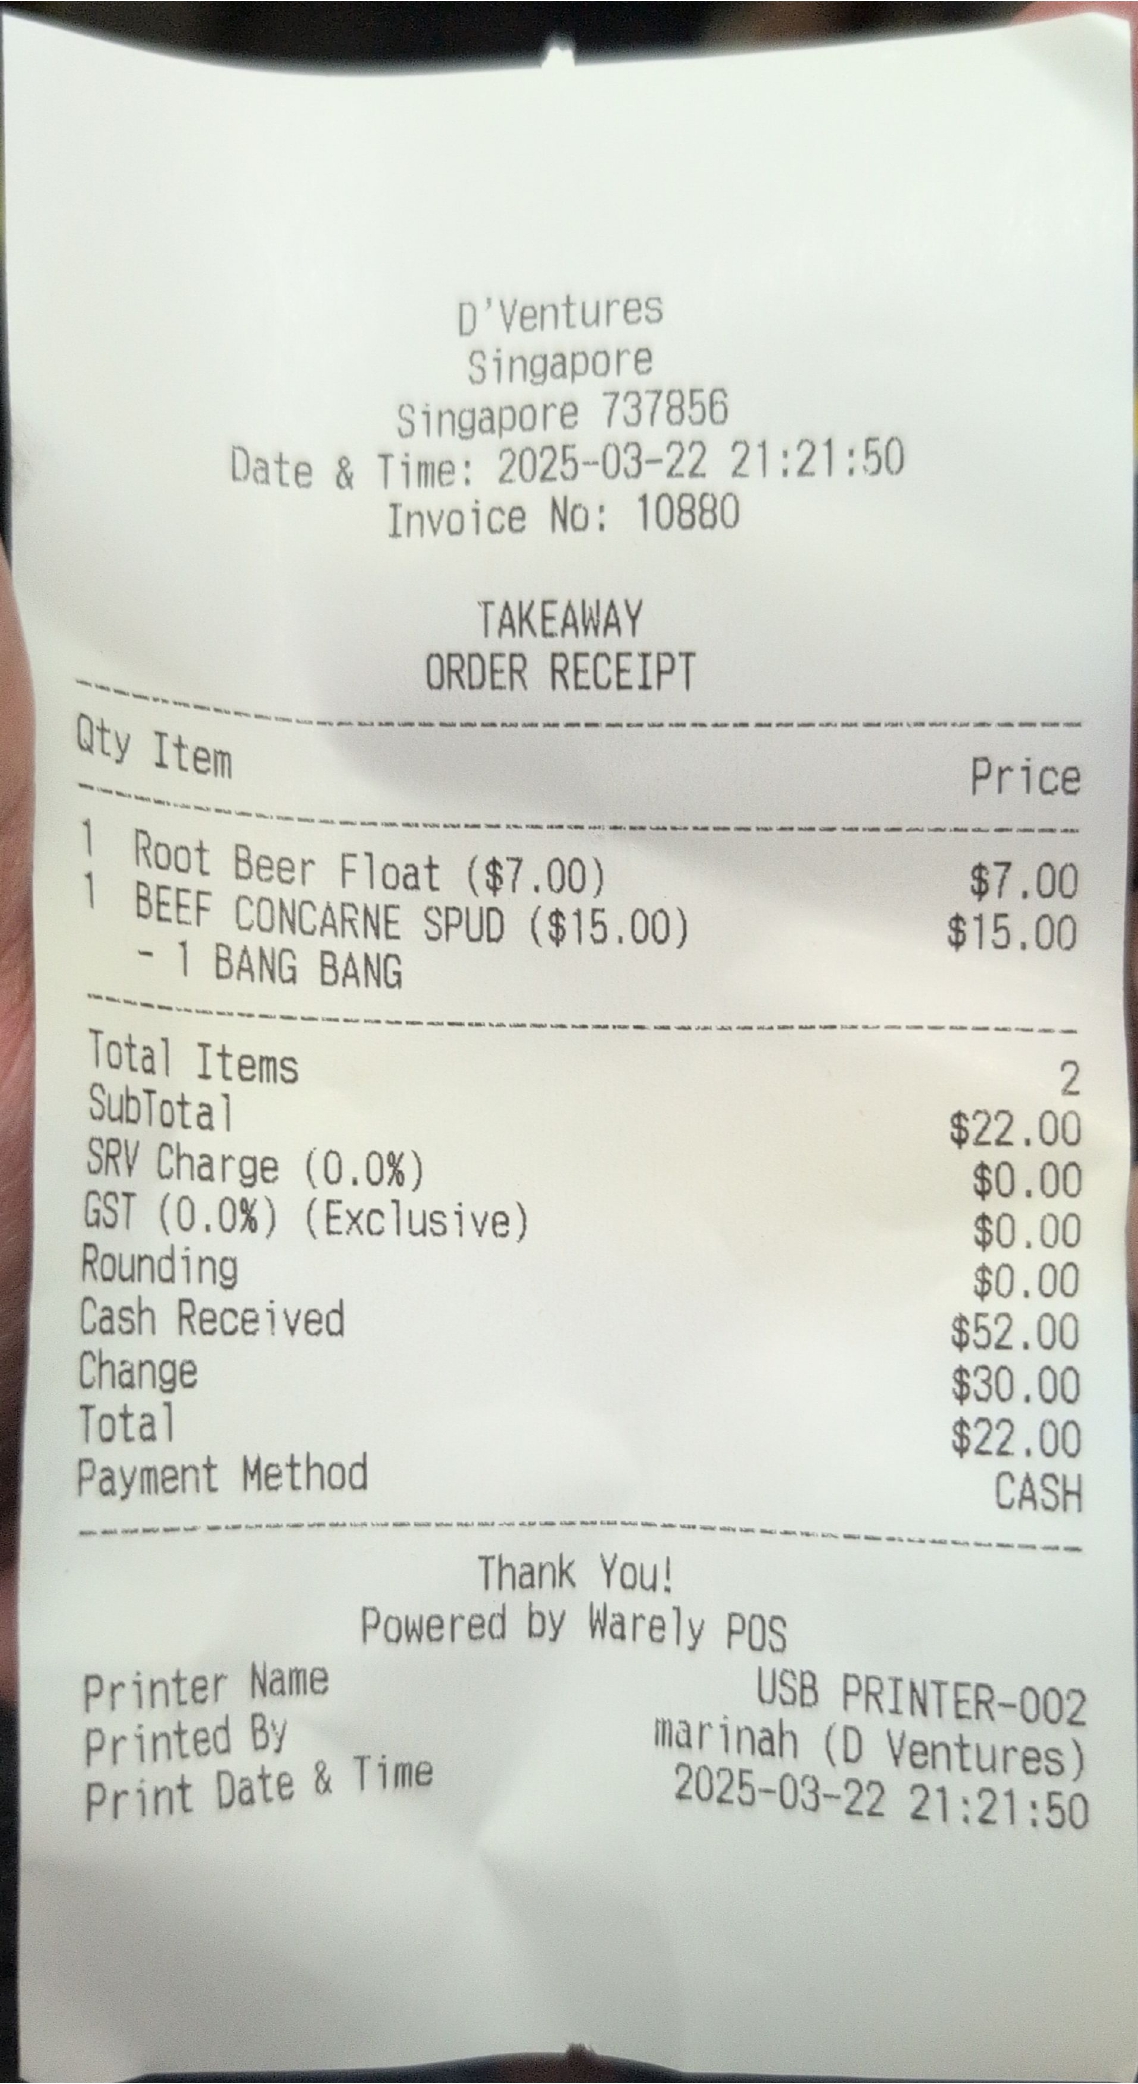 D'Ventures
Singapore
Singapore 737856
Date & Time: 2025-03-22 21:21:50
Invoice No: 10880
TAKEAWAY
ORDER RECEIPT
Qty Item Price
1 Root Beer Float ($7.00) $7.00
1 BEEF CONCARNE SPUD ($15.00) $15.00
- 1 BANG BANG
Total Items 2
SubTotal $22.00
SRV Charge (0.0%) $0.00
GST (0.0%) (Exclusive) $0.00
Rounding $0.00
Cash Received $52.00
Change $30.00
Total $22.00
Payment Method CASH
Thank You!
Powered by Warely POS
Printer Name USB PRINTER-002
Printed By marinah (D Ventures)
Print Date & Time 2025-03-22 21:21:50